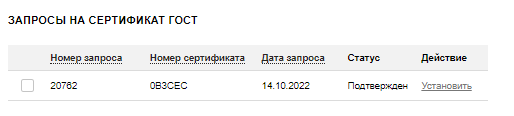 ЗАПРОСЫ НА СЕРТИФИКАТ ГОСТ
Номер запроса Номер сертификата Дата запроса Статус Действие
20762 0B3CEC 14.10.2022 Подтвержден Установить